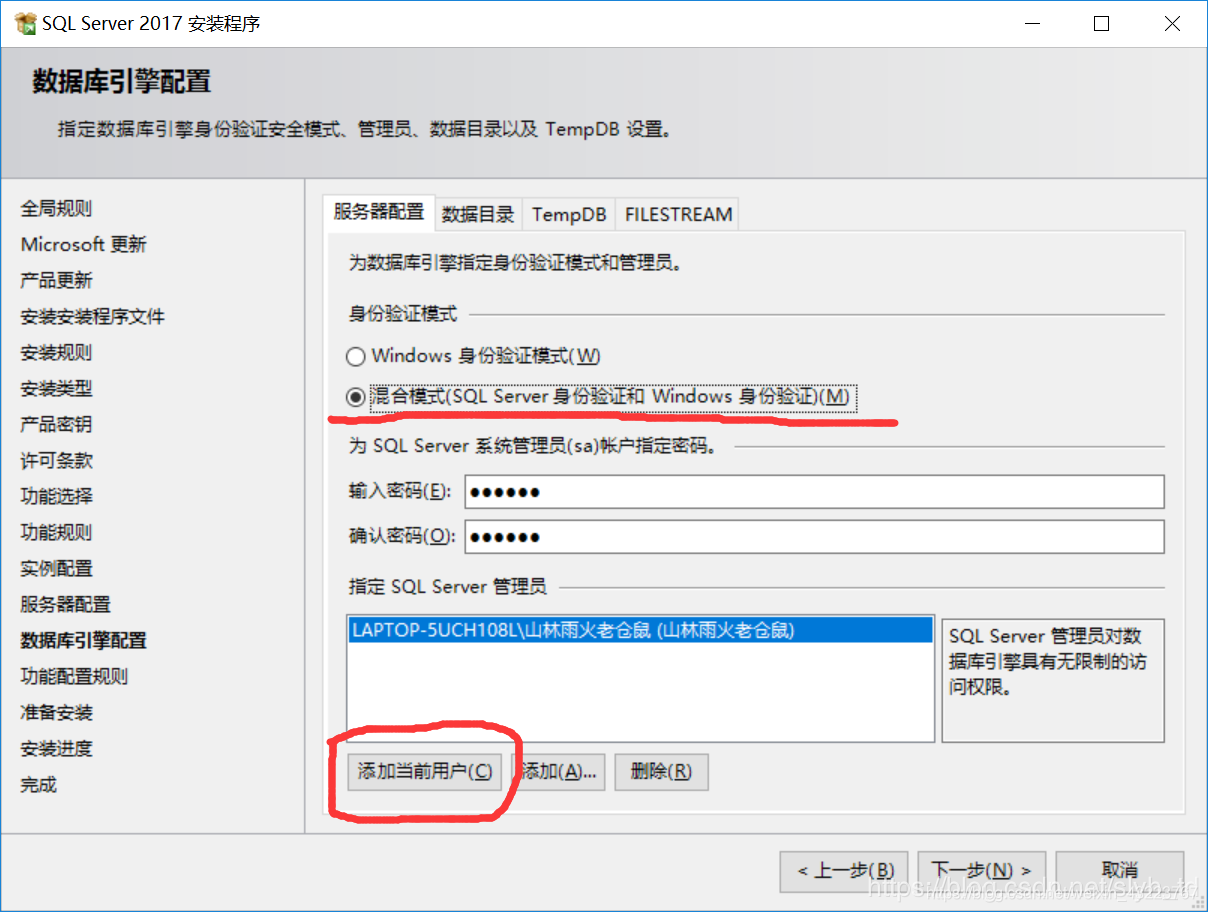 SQL Server 2017 安装程序
数据库引擎配置
指定数据库引擎身份验证安全模式、管理员、数据目录以及 TempDB 设置。
全局规则
Microsoft 更新
产品更新
安装安装程序文件
安装规则
安装类型
产品密钥
许可条款
功能选择
功能规则
实例配置
服务器配置
数据库引擎配置
功能配置规则
准备安装
安装进度
完成
服务器配置 数据目录 TempDB FILESTREAM
为数据库引擎指定身份验证模式和管理员。
身份验证模式
Windows 身份验证模式(W)
混合模式(SQL Server 身份验证和 Windows 身份验证)(M)
为 SQL Server 系统管理员(sa)帐户指定密码。
输入密码(E): ●●●●●●
确认密码(O): ●●●●●●
指定 SQL Server 管理员
LAPTOP-5UCH108L\山林雨火老仓鼠 (山林雨火老仓鼠)
SQL Server 管理员对数
据库引擎具有无限制的访
问权限。
添加当前用户(C) 添加(A)... 删除(R)
< 上一步(B) 下一步(N) > 取消